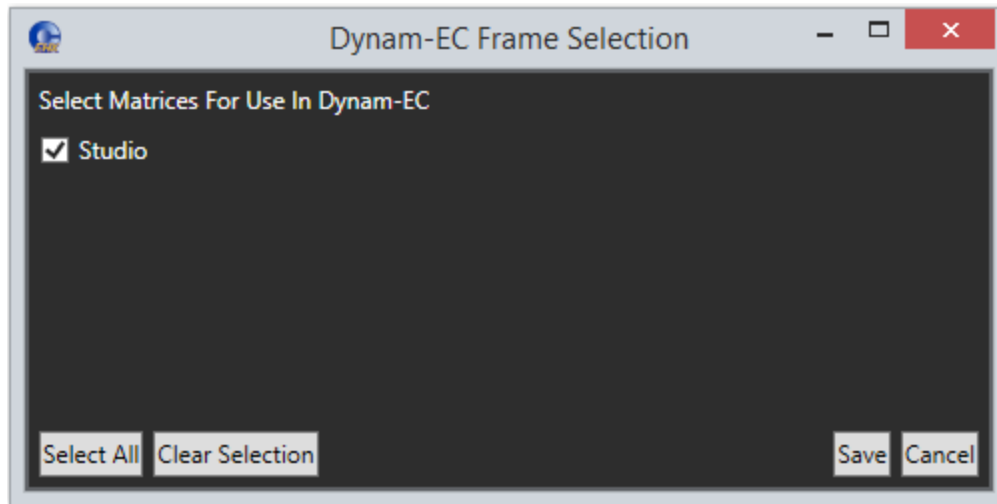 Dynam-EC Frame Selection
Select Matrices For Use In Dynam-EC
Studio
Select All Clear Selection Save Cancel